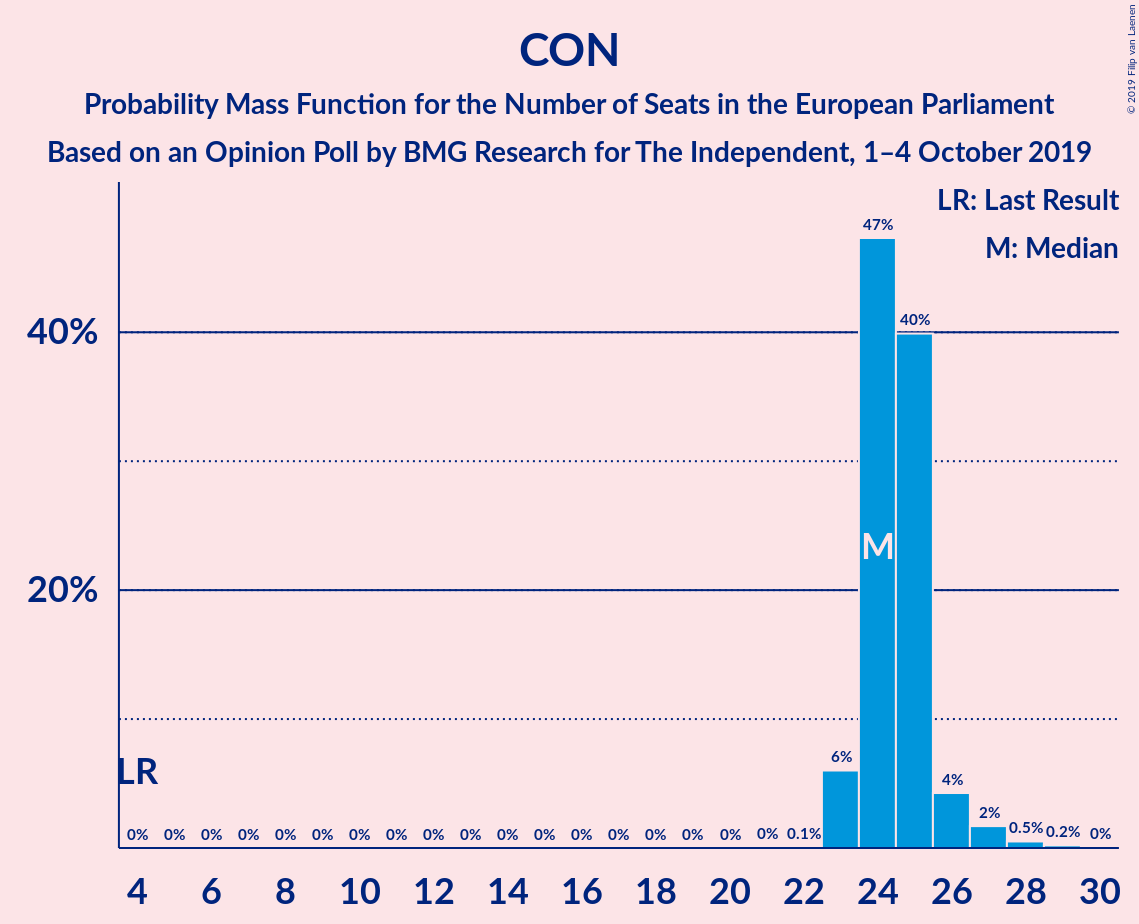 CON
Probability Mass Function for the Number of Seats in the European Parliament
Based on an Opinion Poll by BMG Research for The Independent, 1–4 October 2019
© 2019 Filip van Laenen
LR: Last Result
M: Median
47%
40%
40%
M
20%
LR
6%
4%
2%
0% 0% 0% 0% 0% 0% 0% 0% 0% 0% 0% 0% 0% 0% 0% 0% 0% 0% 0.1% 0.5% 0.2% 0%
4 6 8 10 12 14 16 18 20 22 24 26 28 30